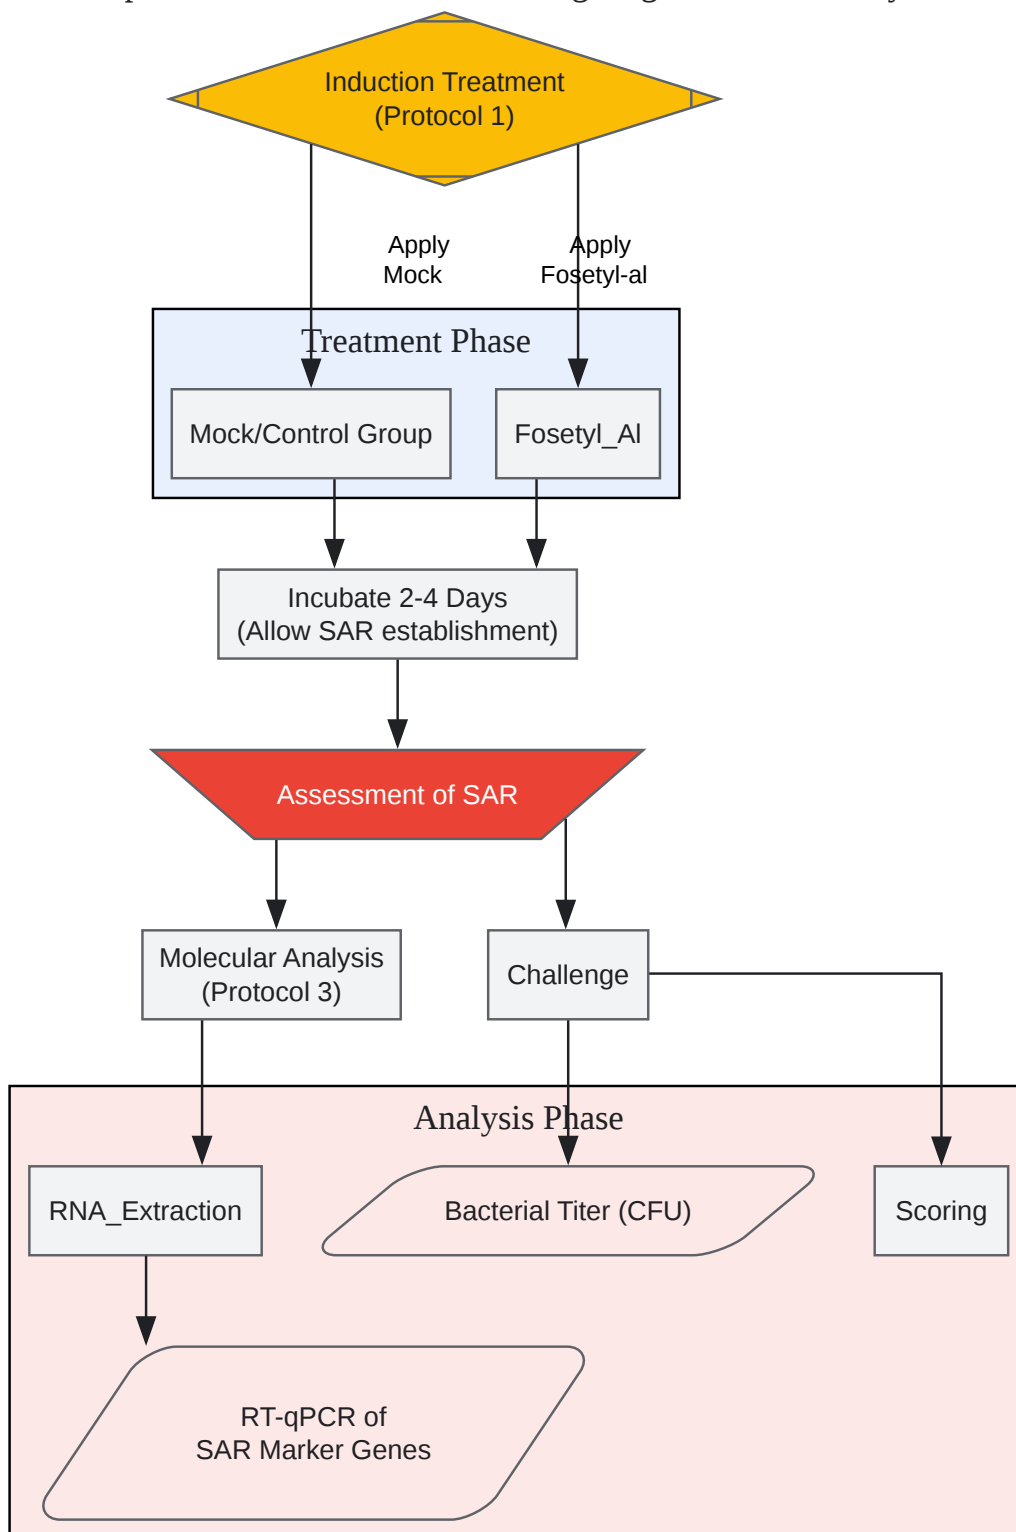 Induction Treatment
(Protocol 1)
Apply
Mock
Apply
Fosetyl-al
Treatment Phase
Mock/Control Group
Fosetyl_Al
Incubate 2-4 Days
(Allow SAR establishment)
Assessment of SAR
Molecular Analysis
(Protocol 3)
Challenge
Analysis Phase
RNA_Extraction
Bacterial Titer (CFU)
Scoring
RT-qPCR of
SAR Marker Genes